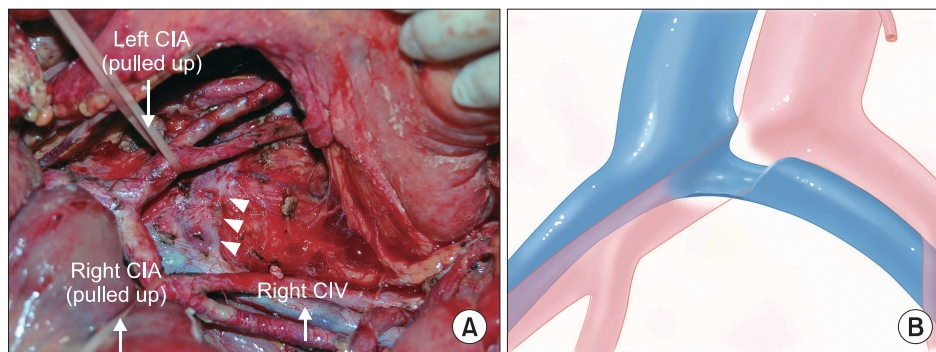 Left CIA
(pulled up)
Right CIA
(pulled up)
Right CIV
A
B